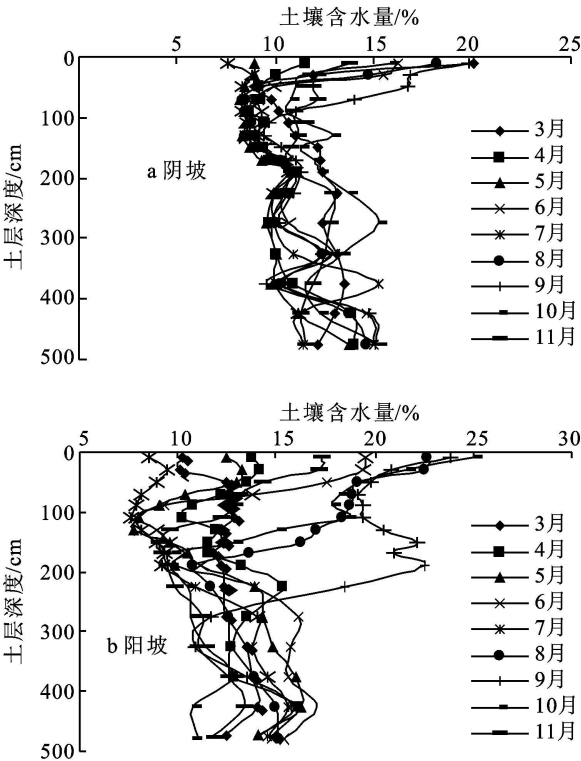 土壤含水量/%
5 10 15 20 25
0
100
200
300
400
500
土层深度/cm
a 阴坡
3月
4月
5月
6月
7月
8月
9月
10月
11月
土壤含水量/%
5 10 15 20 25 30
0
100
200
300
400
500
土层深度/cm
b 阳坡
3月
4月
5月
6月
7月
8月
9月
10月
11月